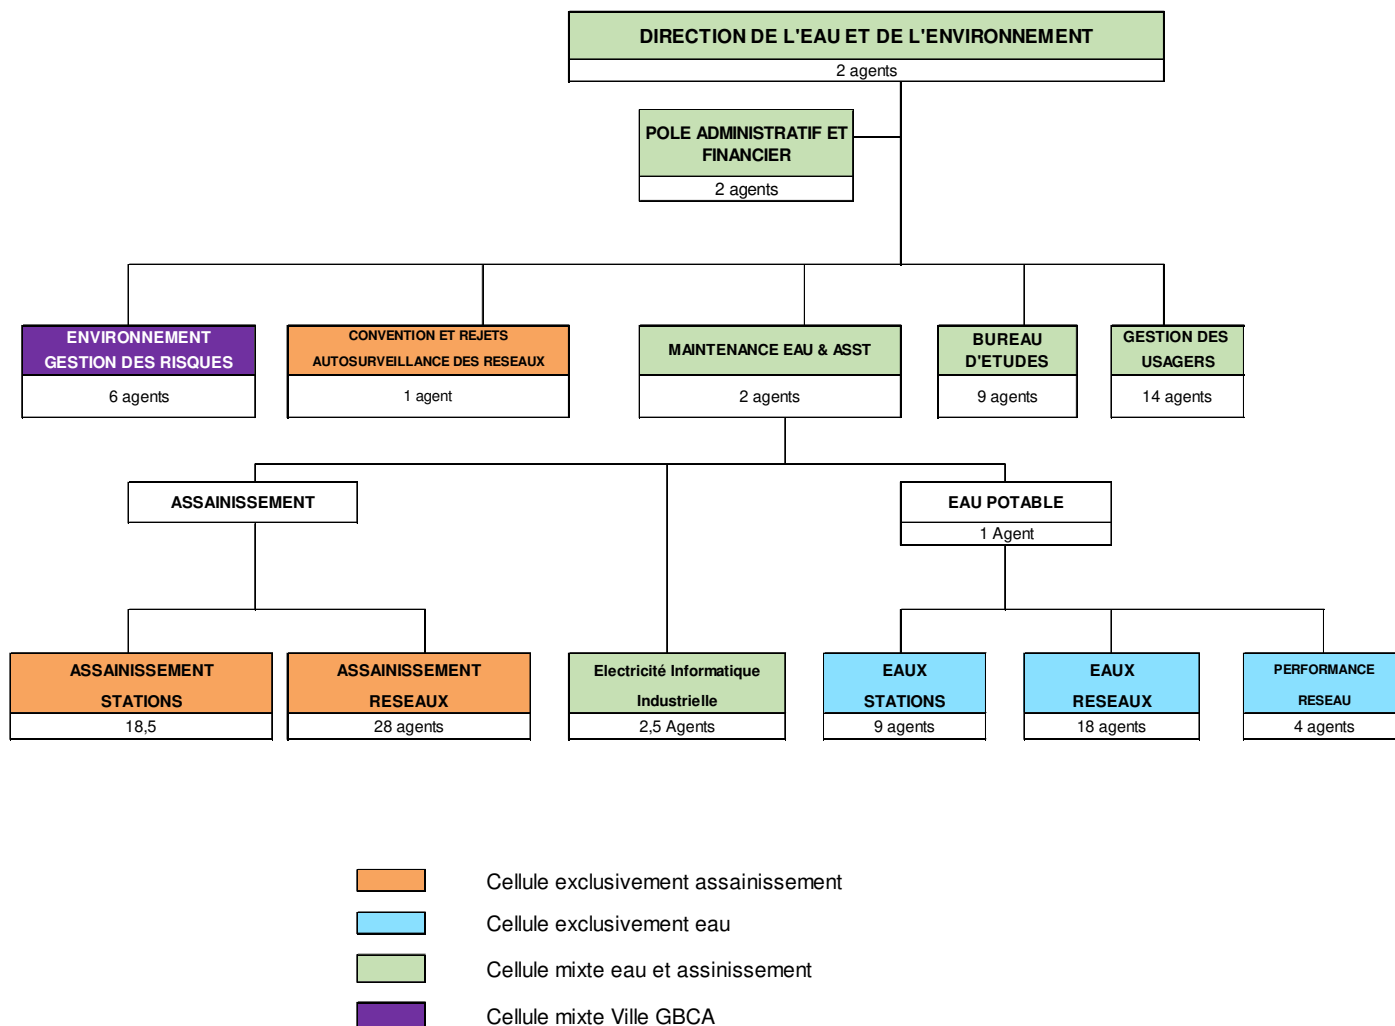 DIRECTION DE L'EAU ET DE L'ENVIRONNEMENT
2 agents
POLE ADMINISTRATIF ET
FINANCIER
2 agents
ENVIRONNEMENT
GESTION DES RISQUES
6 agents
CONVENTION ET REJETS
AUTOSURVEILLANCE DES RESEAUX
1 agent
MAINTENANCE EAU & ASST
2 agents
BUREAU
D'ETUDES
9 agents
GESTION DES
USAGERS
14 agents
ASSAINISSEMENT
EAU POTABLE
1 Agent
ASSAINISSEMENT
STATIONS
18,5
ASSAINISSEMENT
RESEAUX
28 agents
Electricité Informatique
Industrielle
2,5 Agents
EAUX
STATIONS
9 agents
EAUX
RESEAUX
18 agents
PERFORMANCE
RESEAU
4 agents
Cellule exclusivement assainissement
Cellule exclusivement eau
Cellule mixte eau et assinissement
Cellule mixte Ville GBCA